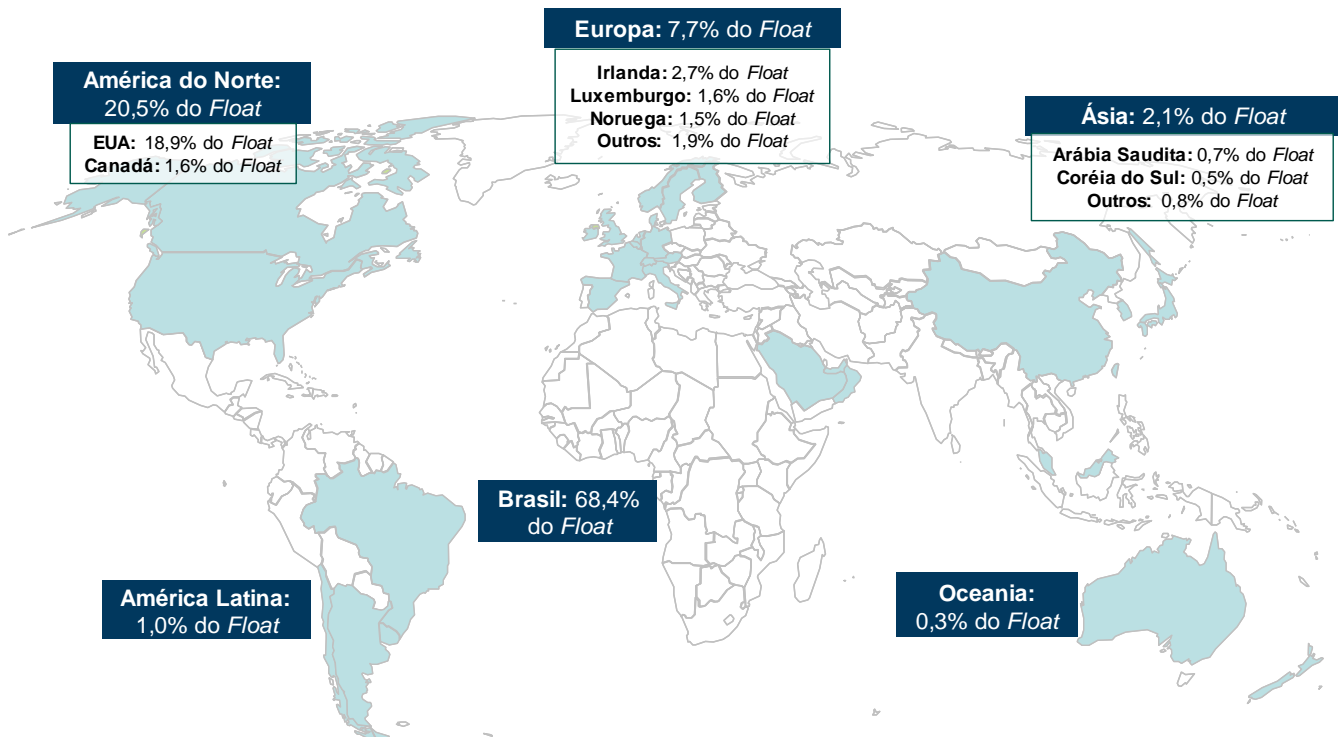 Europa: 7,7% do Float
Irlanda: 2,7% do Float
Luxemburgo: 1,6% do Float
Noruega: 1,5% do Float
Outros: 1,9% do Float
América do Norte:
20,5% do Float
EUA: 18,9% do Float
Canadá: 1,6% do Float
Ásia: 2,1% do Float
Arábia Saudita: 0,7% do Float
Coréia do Sul: 0,5% do Float
Outros: 0,8% do Float
Brasil: 68,4%
do Float
América Latina:
1,0% do Float
Oceania:
0,3% do Float